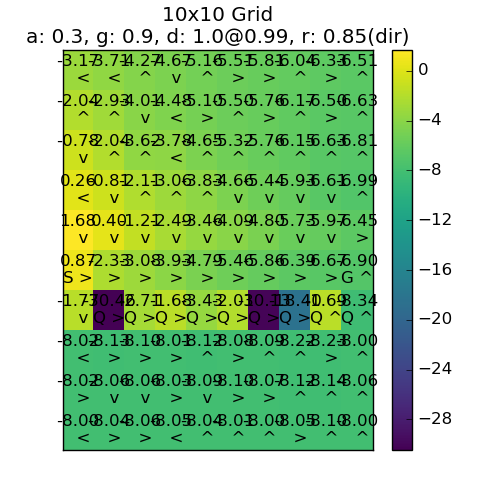 10x10 Grid
a: 0.3, g: 0.9, d: 1.0@0.99, r: 0.85(dir)
-3.17 -3.71 -4.27 -4.67 -5.16 -5.51 -5.81 -6.04 -6.33 -6.51
< < ^ v ^ > > ^ > ^
-2.04 -2.93 -4.01 -4.48 -5.10 -5.50 -5.76 -6.17 -6.50 -6.63
^ ^ v < > ^ > ^ > ^
-0.78 -2.04 -3.62 -3.78 -4.65 -5.32 -5.76 -6.15 -6.63 -6.81
v ^ ^ < ^ ^ ^ ^ ^ ^
0.26 -0.81 -2.11 -3.06 -3.83 -4.66 -5.44 -5.93 -6.61 -6.99
< v ^ ^ ^ v v v v ^
1.68 0.40 -1.21 -2.49 -3.46 -4.09 -4.80 -5.73 -5.97 -6.45
v v v v v v v v v >
0.87 -2.33 -3.08 -3.93 -4.79 -5.46 -5.86 -6.39 -6.67 -6.90
S > > > > > > > > > G ^
-1.73 -2.71 -1.68 -3.43 -2.03 -18.41 -0.69 -8.34
v Q > Q > Q > Q > Q > Q > Q > Q ^ Q ^
-8.02 -8.13 -8.10 -8.01 -8.12 -8.08 -8.09 -8.22 -8.23 -8.00
< > > > ^ > ^ ^ > ^
-8.02 -8.06 -8.06 -8.03 -8.09 -8.10 -8.07 -8.12 -8.14 -8.06
> v v > ^ > > ^ ^ ^
-8.00 -8.04 -8.06 -8.05 -8.04 -8.01 -8.00 -8.05 -8.10 -8.00
< > > < ^ ^ ^ > ^ ^
0
−4
−8
−12
−16
−20
−24
−28